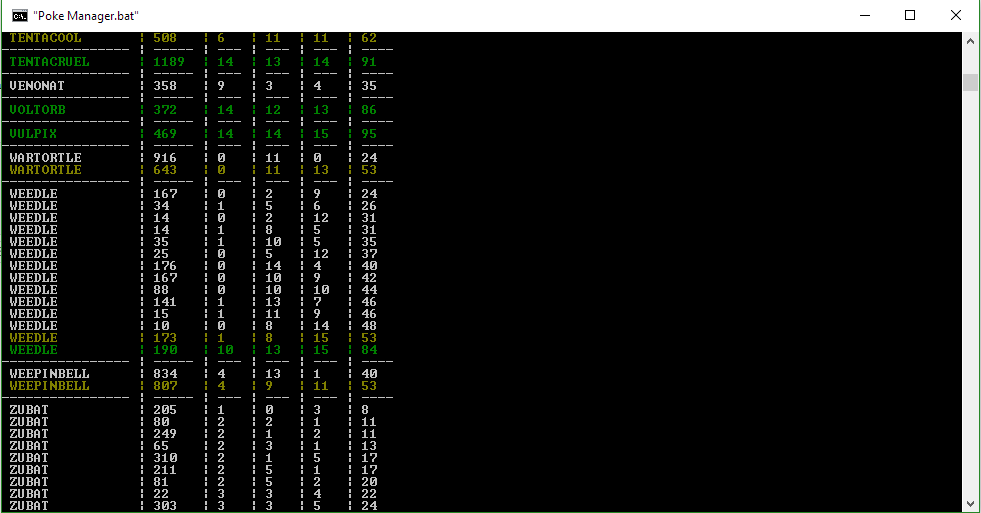 "Poke Manager.bat"
TENTACOOL ¦ 508 ¦ 6 ¦ 11 ¦ 11 ¦ 62
---------------- ¦ ----- ¦ --- ¦ --- ¦ --- ¦ ----
TENTACRUEL ¦ 1189 ¦ 14 ¦ 13 ¦ 14 ¦ 91
---------------- ¦ ----- ¦ --- ¦ --- ¦ --- ¦ ----
VENONAT ¦ 358 ¦ 9 ¦ 3 ¦ 4 ¦ 35
---------------- ¦ ----- ¦ --- ¦ --- ¦ --- ¦ ----
VOLTORB ¦ 372 ¦ 14 ¦ 12 ¦ 13 ¦ 86
---------------- ¦ ----- ¦ --- ¦ --- ¦ --- ¦ ----
VULPIX ¦ 469 ¦ 14 ¦ 14 ¦ 15 ¦ 95
---------------- ¦ ----- ¦ --- ¦ --- ¦ --- ¦ ----
WARTORTLE ¦ 916 ¦ 0 ¦ 11 ¦ 0 ¦ 24
WARTORTLE ¦ 643 ¦ 0 ¦ 11 ¦ 13 ¦ 53
---------------- ¦ ----- ¦ --- ¦ --- ¦ --- ¦ ----
WEEDLE ¦ 167 ¦ 0 ¦ 2 ¦ 9 ¦ 24
WEEDLE ¦ 34 ¦ 1 ¦ 5 ¦ 6 ¦ 26
WEEDLE ¦ 14 ¦ 0 ¦ 2 ¦ 12 ¦ 31
WEEDLE ¦ 14 ¦ 1 ¦ 8 ¦ 5 ¦ 31
WEEDLE ¦ 35 ¦ 1 ¦ 10 ¦ 5 ¦ 35
WEEDLE ¦ 25 ¦ 0 ¦ 5 ¦ 12 ¦ 37
WEEDLE ¦ 176 ¦ 0 ¦ 14 ¦ 4 ¦ 40
WEEDLE ¦ 167 ¦ 0 ¦ 10 ¦ 9 ¦ 42
WEEDLE ¦ 88 ¦ 0 ¦ 10 ¦ 10 ¦ 44
WEEDLE ¦ 141 ¦ 1 ¦ 13 ¦ 7 ¦ 46
WEEDLE ¦ 15 ¦ 1 ¦ 11 ¦ 9 ¦ 46
WEEDLE ¦ 10 ¦ 0 ¦ 8 ¦ 14 ¦ 48
WEEDLE ¦ 173 ¦ 1 ¦ 8 ¦ 15 ¦ 53
WEEDLE ¦ 190 ¦ 10 ¦ 13 ¦ 15 ¦ 84
---------------- ¦ ----- ¦ --- ¦ --- ¦ --- ¦ ----
WEEPINBELL ¦ 834 ¦ 4 ¦ 13 ¦ 1 ¦ 40
WEEPINBELL ¦ 807 ¦ 4 ¦ 9 ¦ 11 ¦ 53
---------------- ¦ ----- ¦ --- ¦ --- ¦ --- ¦ ----
ZUBAT ¦ 205 ¦ 1 ¦ 0 ¦ 3 ¦ 8
ZUBAT ¦ 80 ¦ 2 ¦ 2 ¦ 1 ¦ 11
ZUBAT ¦ 249 ¦ 2 ¦ 1 ¦ 2 ¦ 11
ZUBAT ¦ 65 ¦ 2 ¦ 3 ¦ 1 ¦ 13
ZUBAT ¦ 310 ¦ 2 ¦ 1 ¦ 5 ¦ 17
ZUBAT ¦ 211 ¦ 2 ¦ 5 ¦ 1 ¦ 17
ZUBAT ¦ 81 ¦ 2 ¦ 5 ¦ 2 ¦ 20
ZUBAT ¦ 22 ¦ 3 ¦ 3 ¦ 4 ¦ 22
ZUBAT ¦ 303 ¦ 3 ¦ 3 ¦ 5 ¦ 24